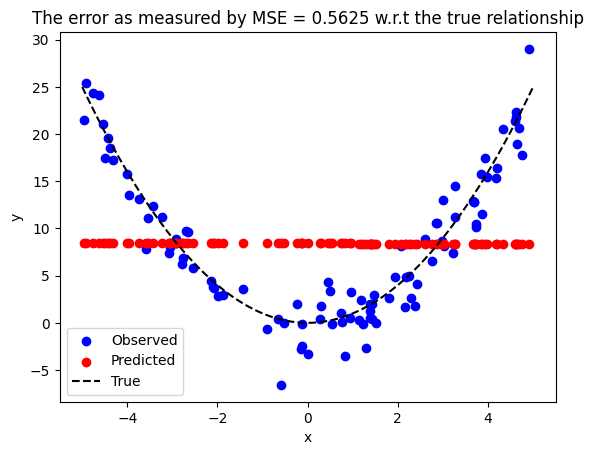 The error as measured by MSE = 0.5625 w.r.t the true relationship
30
25
20
15
10
5
0
−5
y
Observed
Predicted
True
−4
−2
0
2
4
x